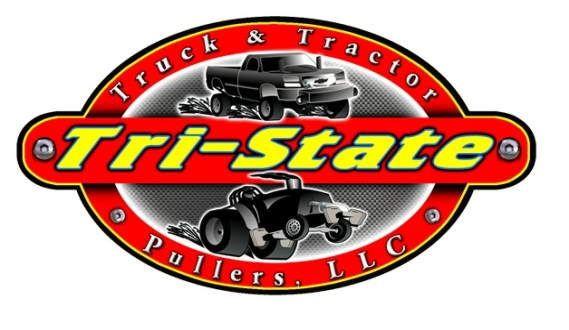 Truck & Tractor
Tri-State
Pullers, LLC